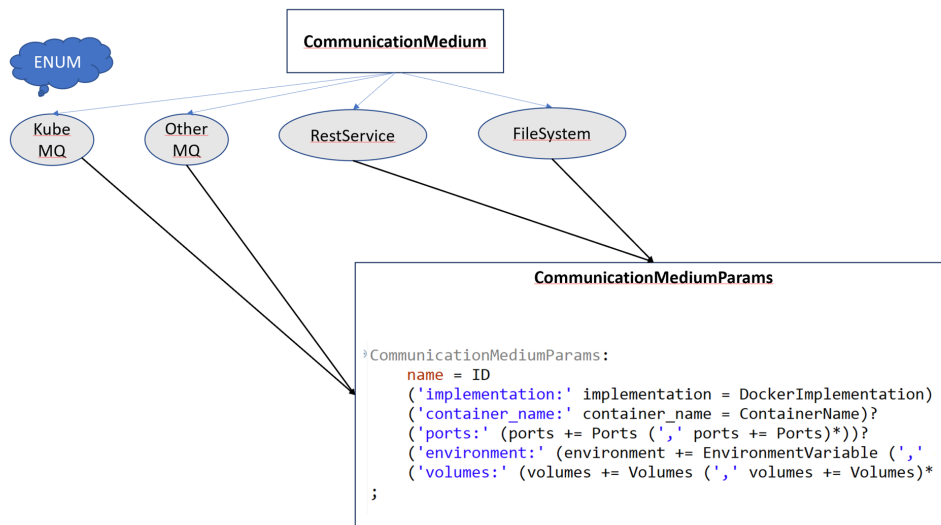 CommunicationMedium
ENUM
Kube
MQ
Other
MQ
RestService
FileSystem
CommunicationMediumParams
CommunicationMediumParams:
name = ID
('implementation:' implementation = DockerImplementation)
('container_name:' container_name = ContainerName)?
('ports:' (ports += Ports (',' ports += Ports)*))?
('environment:' (environment += EnvironmentVariable (','
('volumes:' (volumes += Volumes (',' volumes += Volumes)*
;